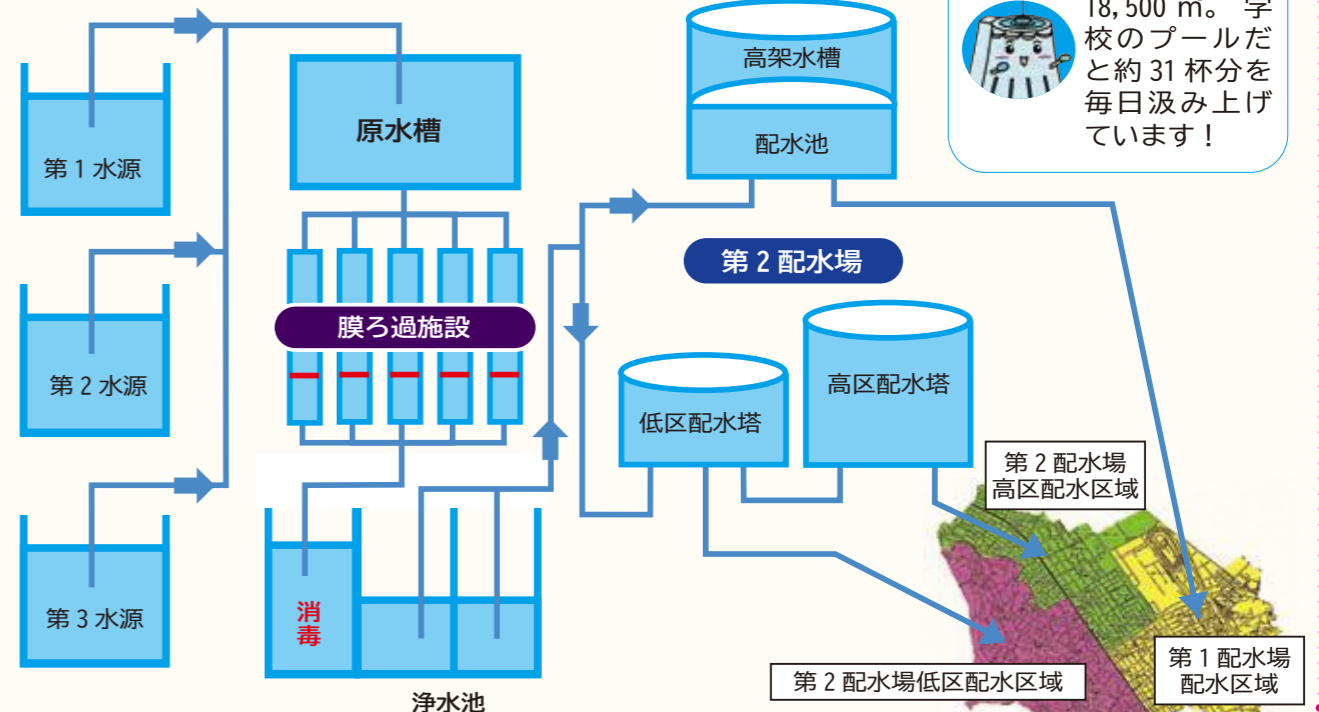 18,500 ㎥。 学
校のプールだ
と約 31 杯分を
毎日汲み上げ
ています！
高架水槽
配水池
原水槽
第 1 水源
第 2 配水場
膜ろ過施設
第 2 水源
高区配水塔
低区配水塔
第 2 配水場
高区配水区域
第 3 水源
消
毒
第 1 配水場
配水区域
第 2 配水場低区配水区域
浄水池